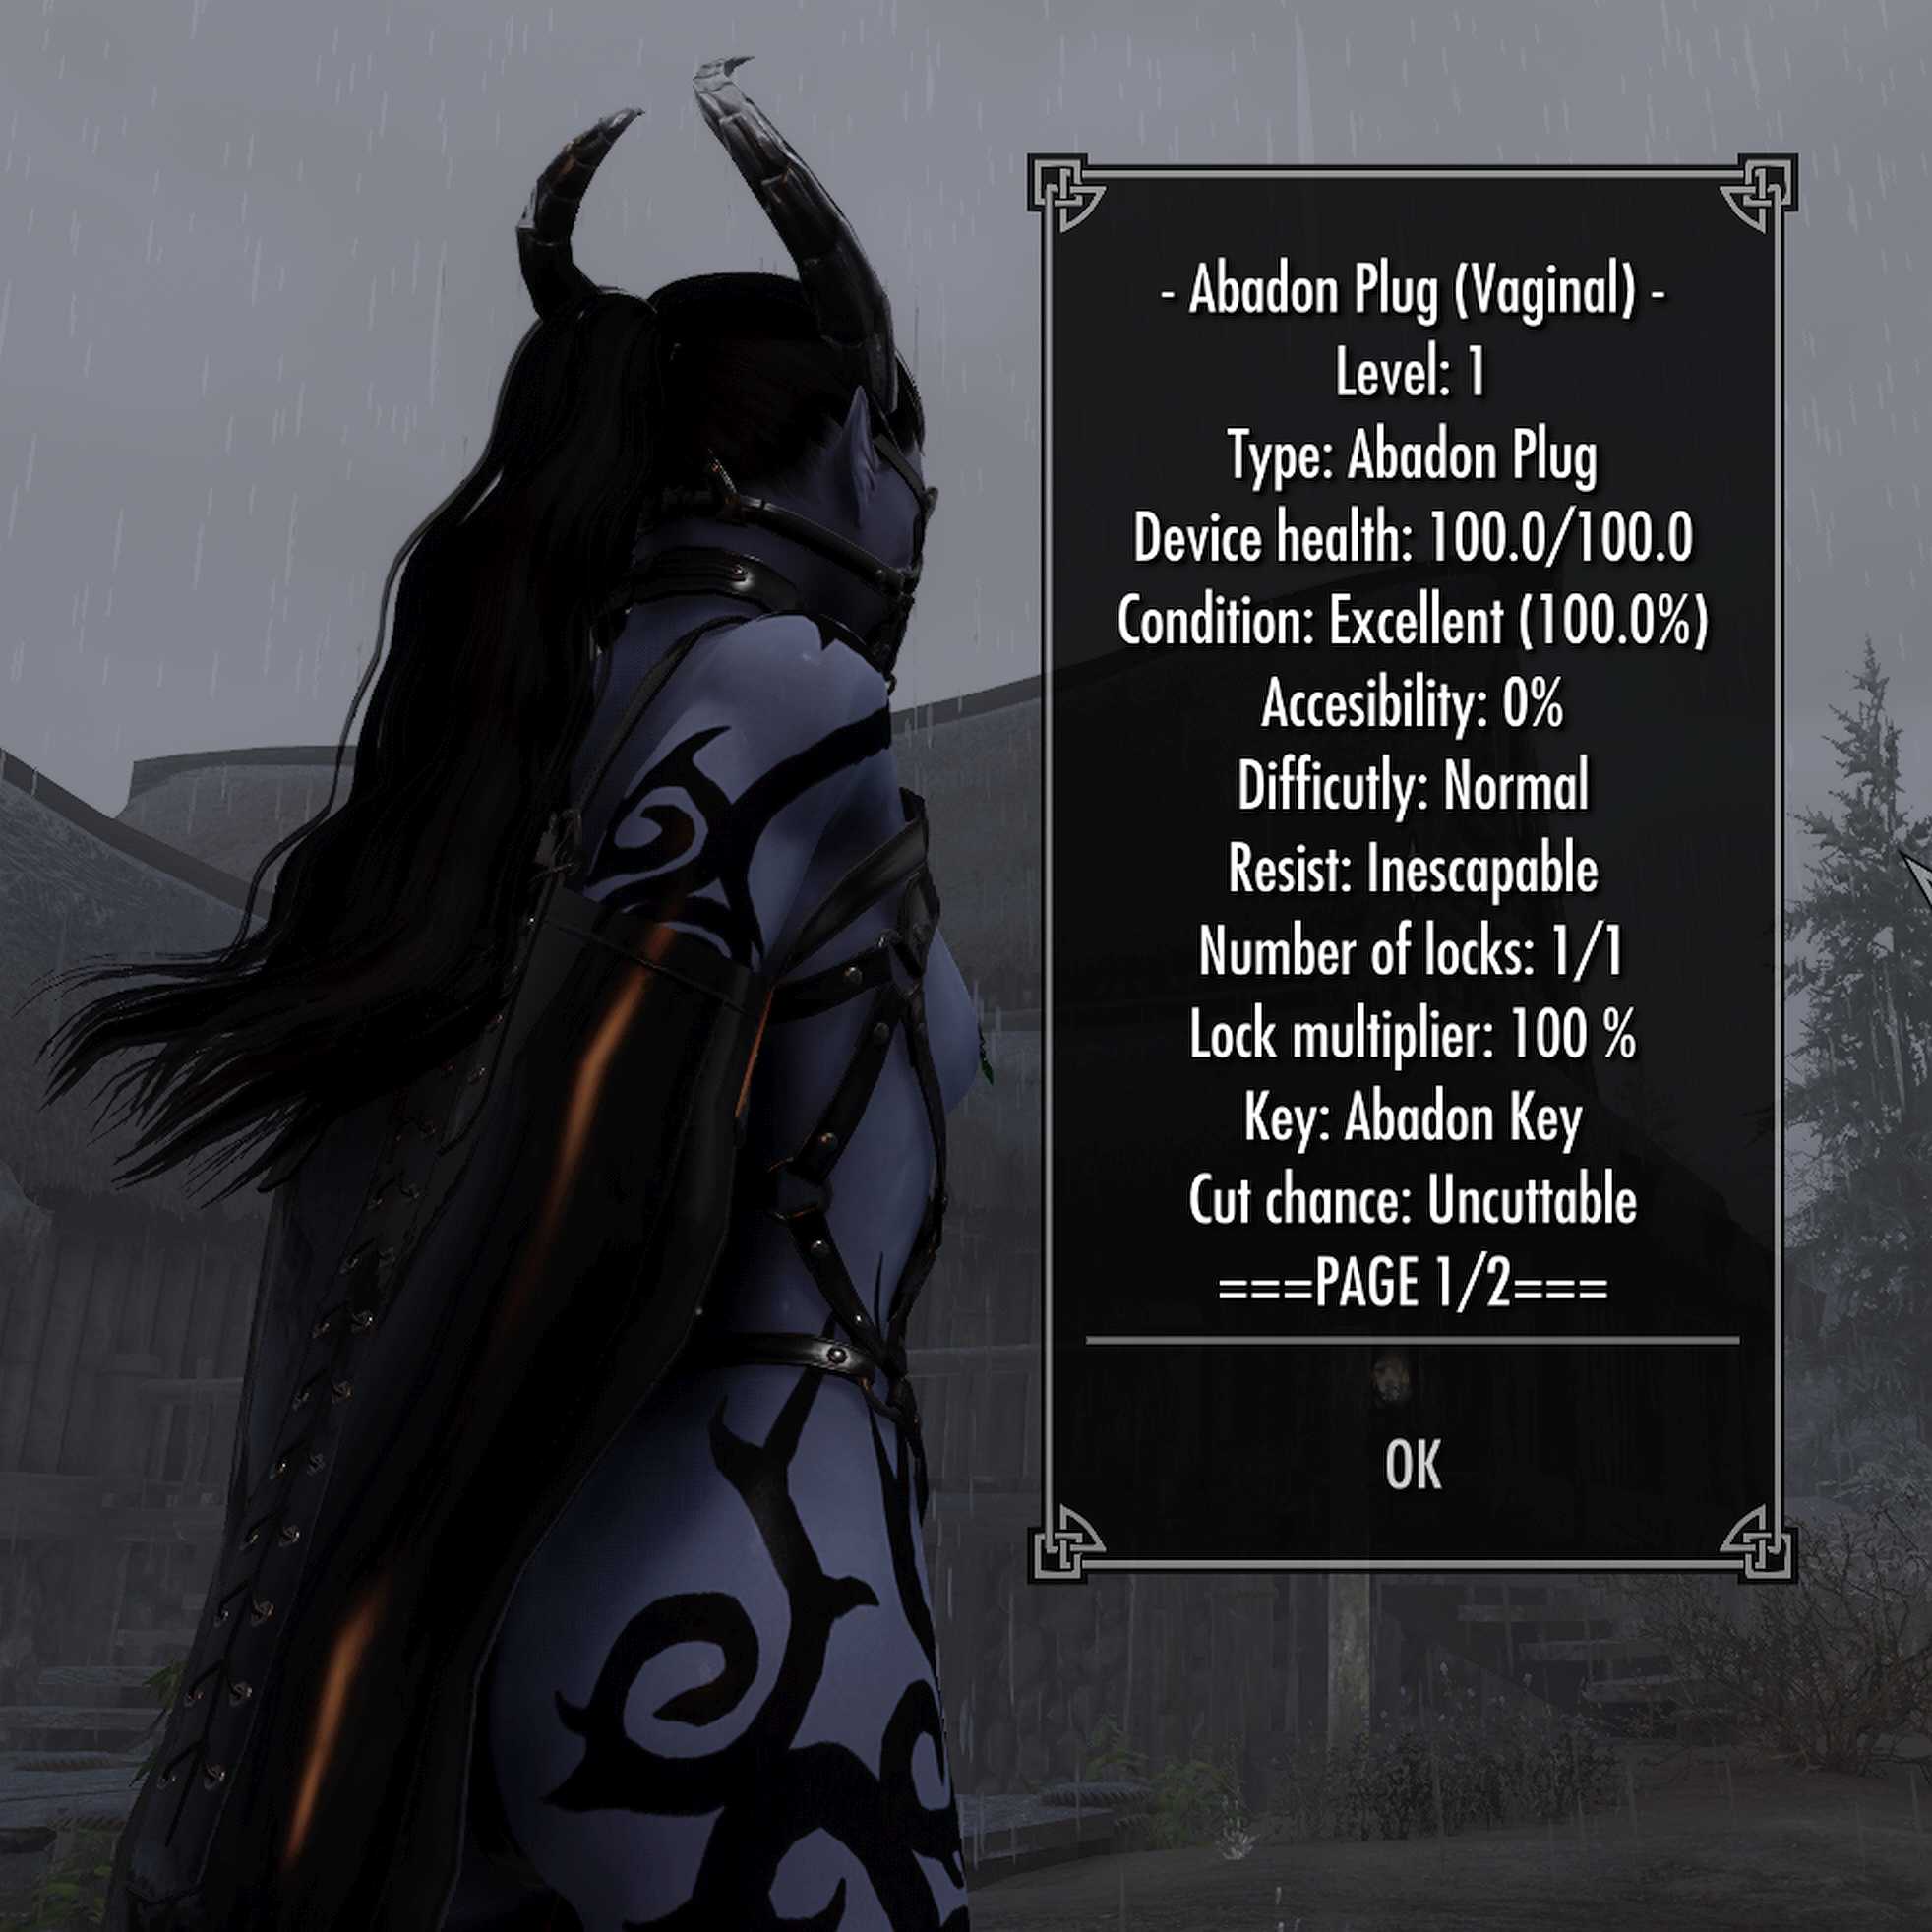 - Abadon Plug (Vaginal) -
Level: 1
Type: Abadon Plug
Device health: 100.0/100.0
Condition: Excellent (100.0%)
Accesibility: 0%
Difficutly: Normal
Resist: Inescapable
Number of locks: 1/1
Lock multiplier: 100 %
Key: Abadon Key
Cut chance: Uncuttable
===PAGE 1/2===
OK